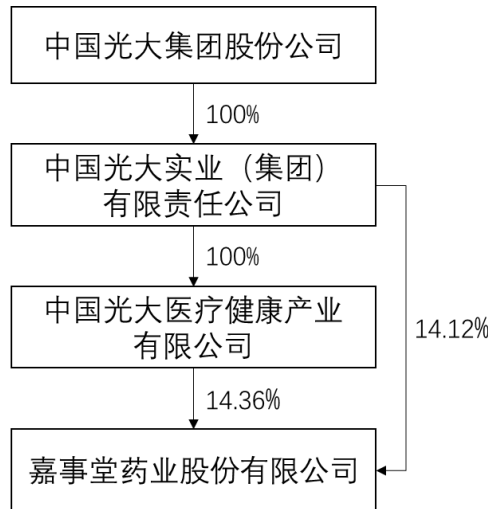 中国光大集团股份公司
100%
中国光大实业（集团）
有限责任公司
100%
中国光大医疗健康产业
有限公司
14.12%
14.36%
嘉事堂药业股份有限公司